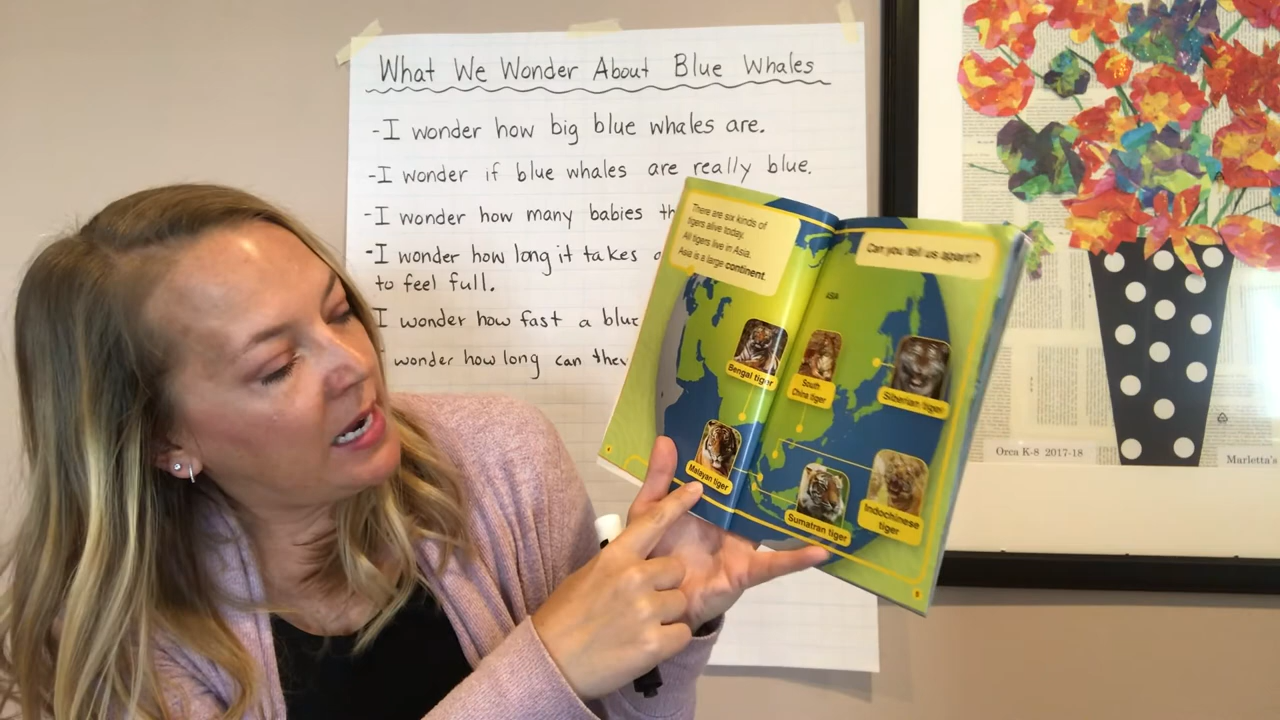 What We Wonder About Blue Whales
-I wonder how big blue whales are.
-I wonder if blue whales are really blue.
-I wonder how many babies
-I wonder how long it takes
to feel full.
I wonder how fast a blue
wonder how long can they
There are six kinds of
tigers alive today.
All tigers live in Asia.
Asia is a large continent.
Can you tell us apart?
ASIA
Bengal tiger
South
China tiger
Siberian tiger
Malayan tiger
Sumatran tiger
Indochinese
tiger
9
Orca K-8 2017-18
Marletta's